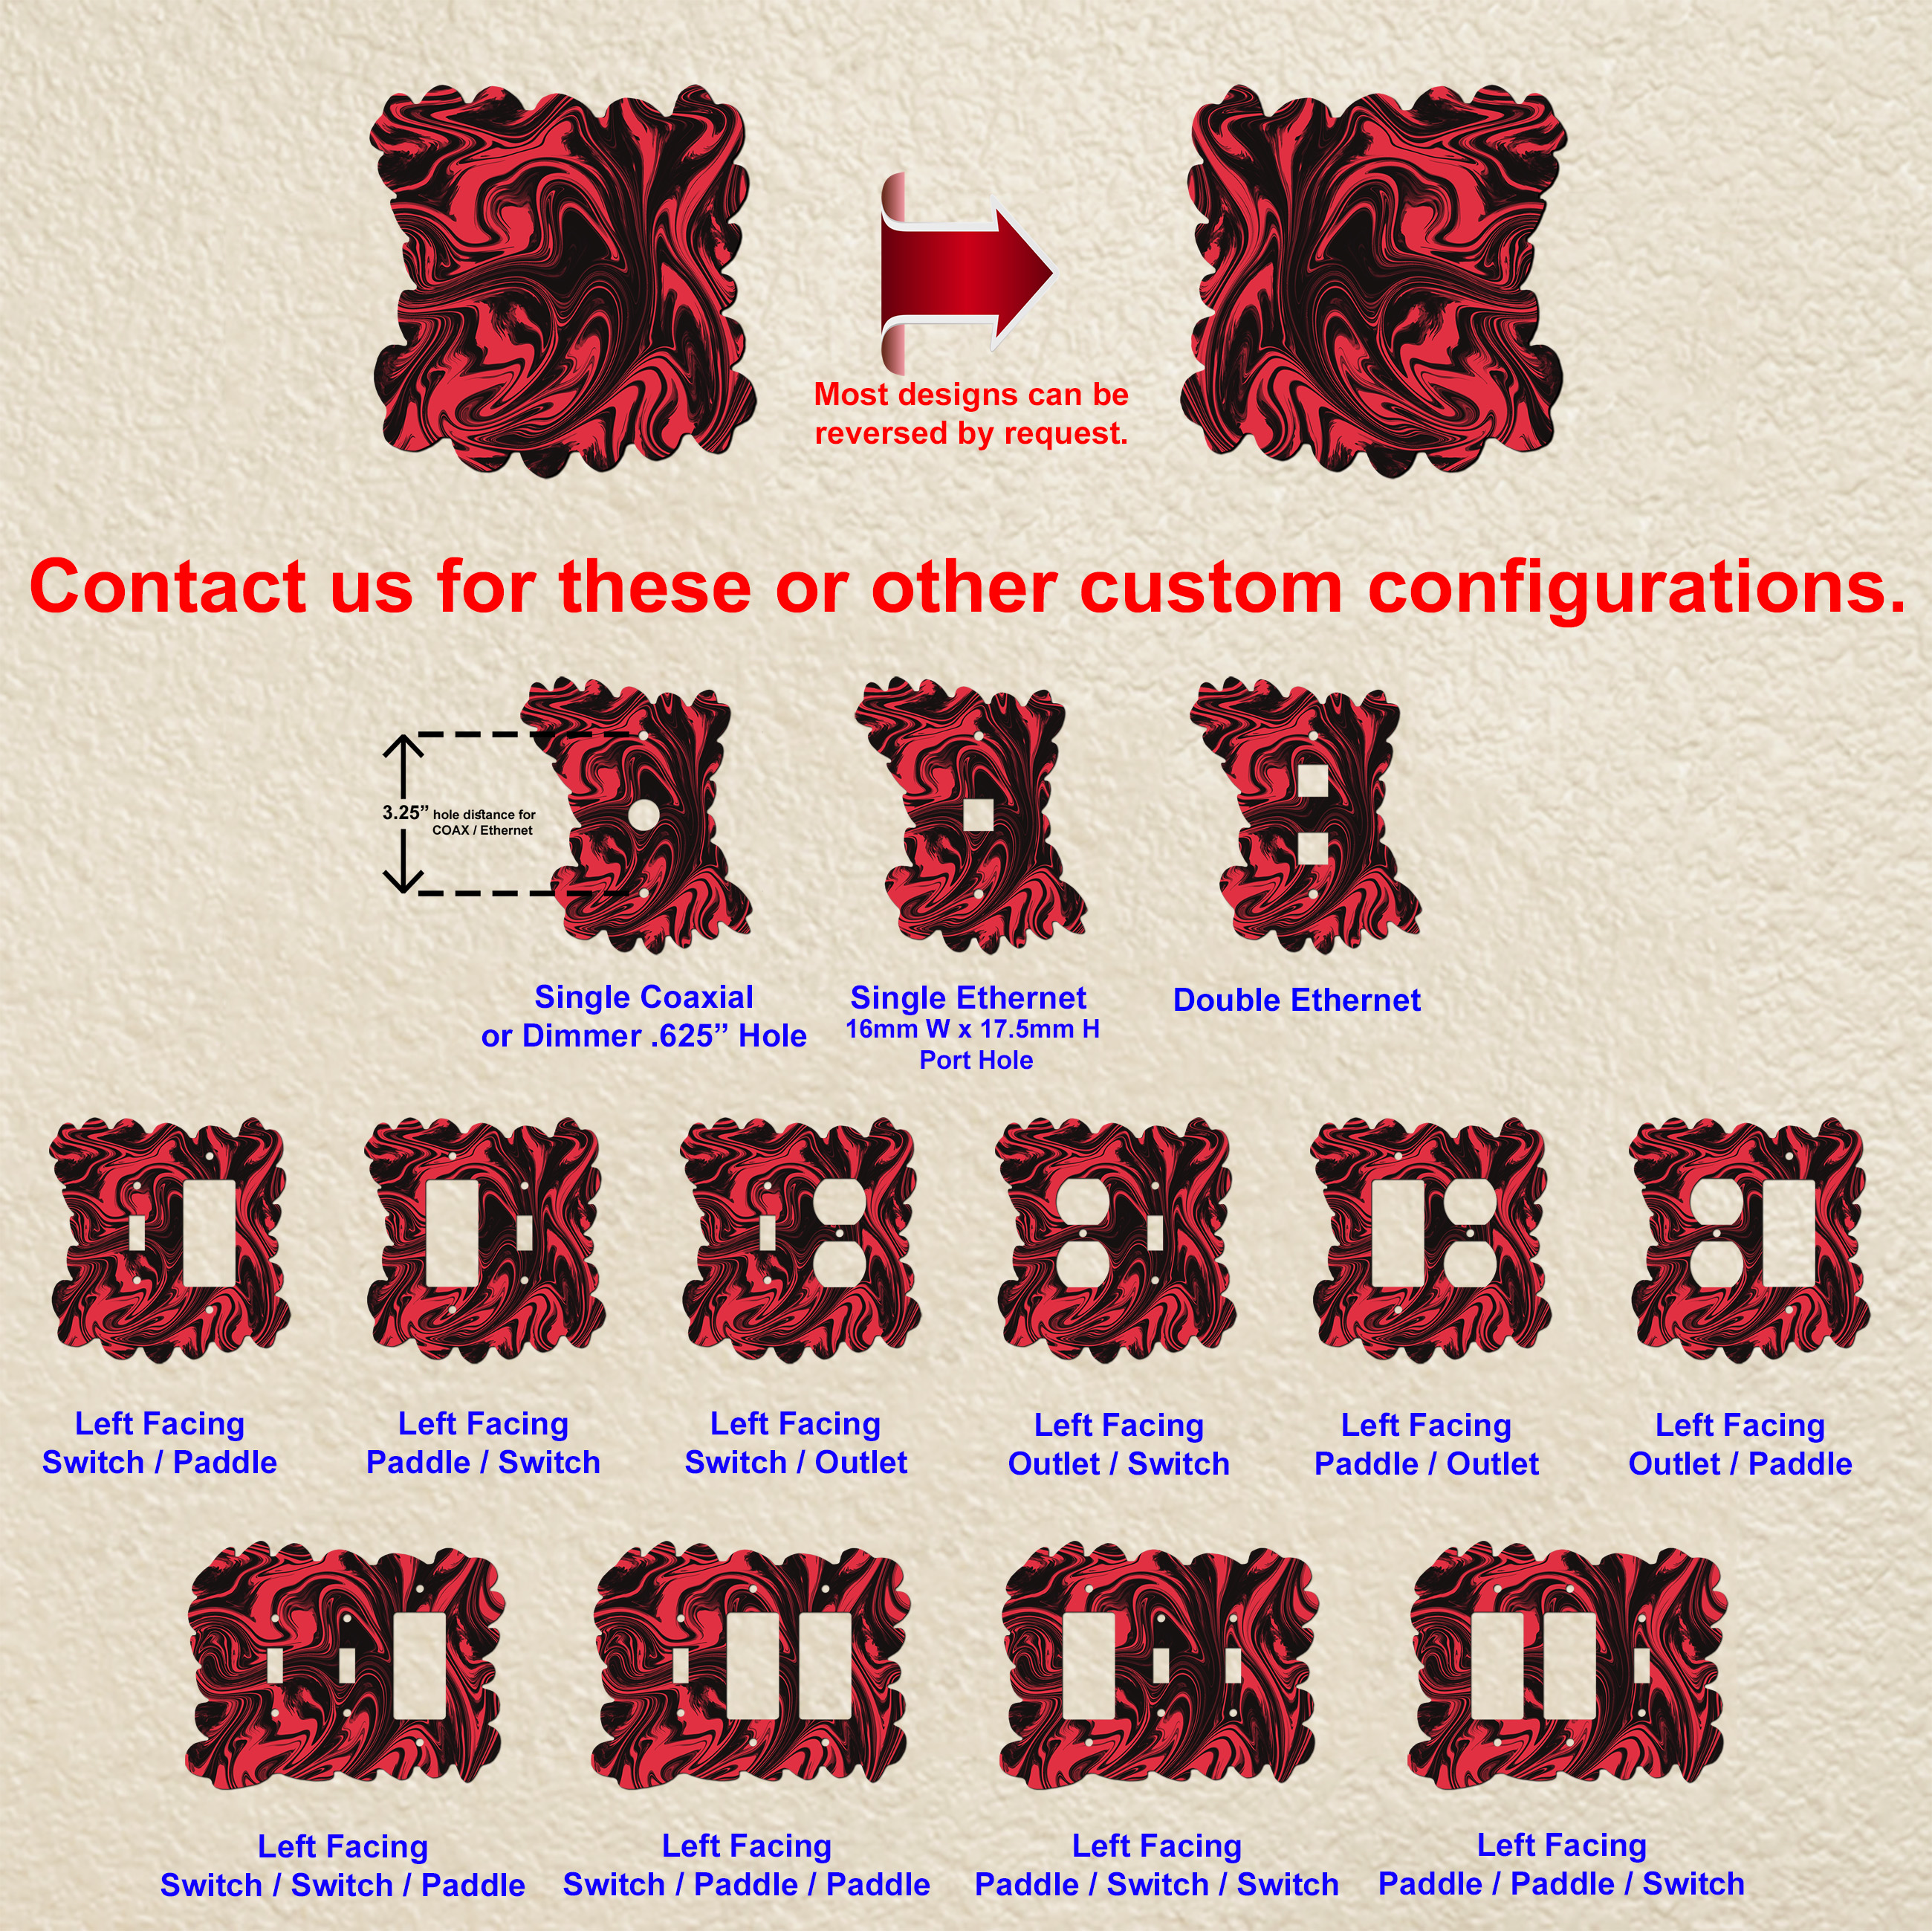 Most designs can be
reversed by request.
Contact us for these or other custom configurations.
3.25” hole distance for
COAX / Ethernet
Single Coaxial
or Dimmer .625” Hole
Single Ethernet
16mm W x 17.5mm H
Port Hole
Double Ethernet
Left Facing
Switch / Paddle
Left Facing
Paddle / Switch
Left Facing
Switch / Outlet
Left Facing
Outlet / Switch
Left Facing
Paddle / Outlet
Left Facing
Outlet / Paddle
Left Facing
Switch / Switch / Paddle
Left Facing
Switch / Paddle / Paddle
Left Facing
Paddle / Switch / Switch
Left Facing
Paddle / Paddle / Switch